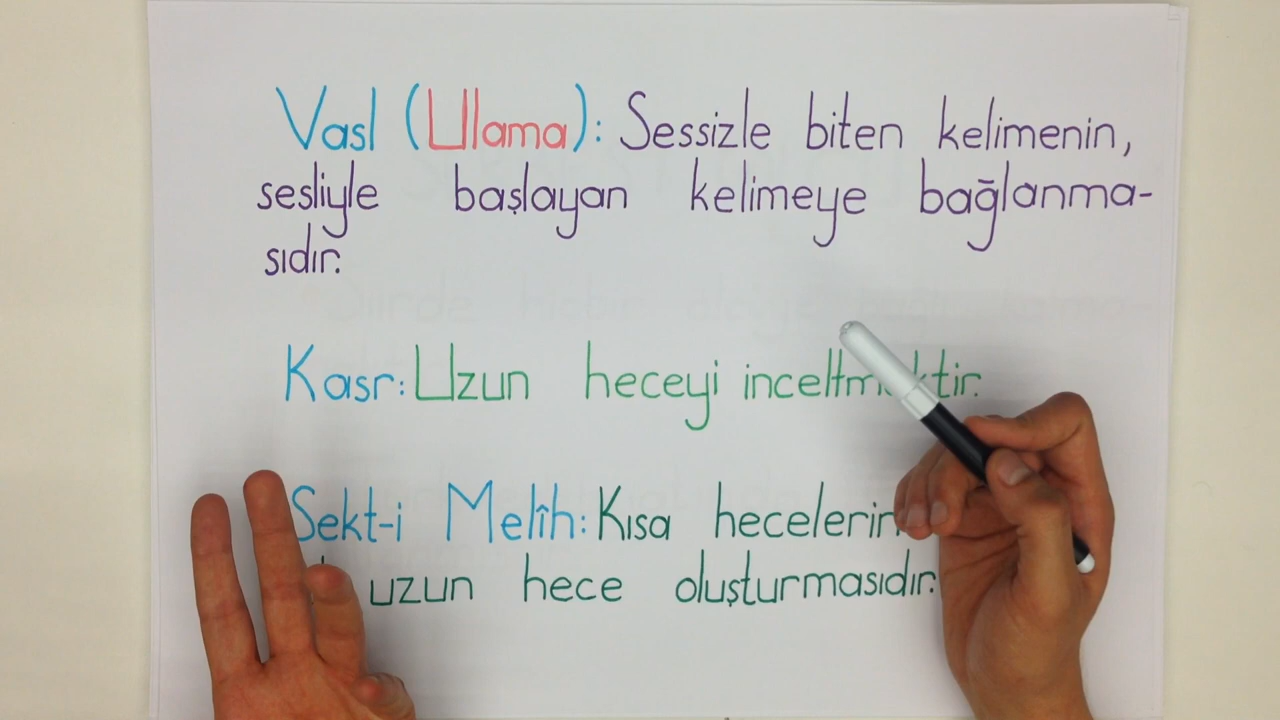 Vasl (Ulama): Sessizle biten kelimenin,
sesliyle başlayan kelimeye bağlanma-
sıdır.
Kasr: Uzun heceyi inceltmektir.
Sekt-i Melîh: Kısa hecelerin
uzun hece oluşturmasıdır.